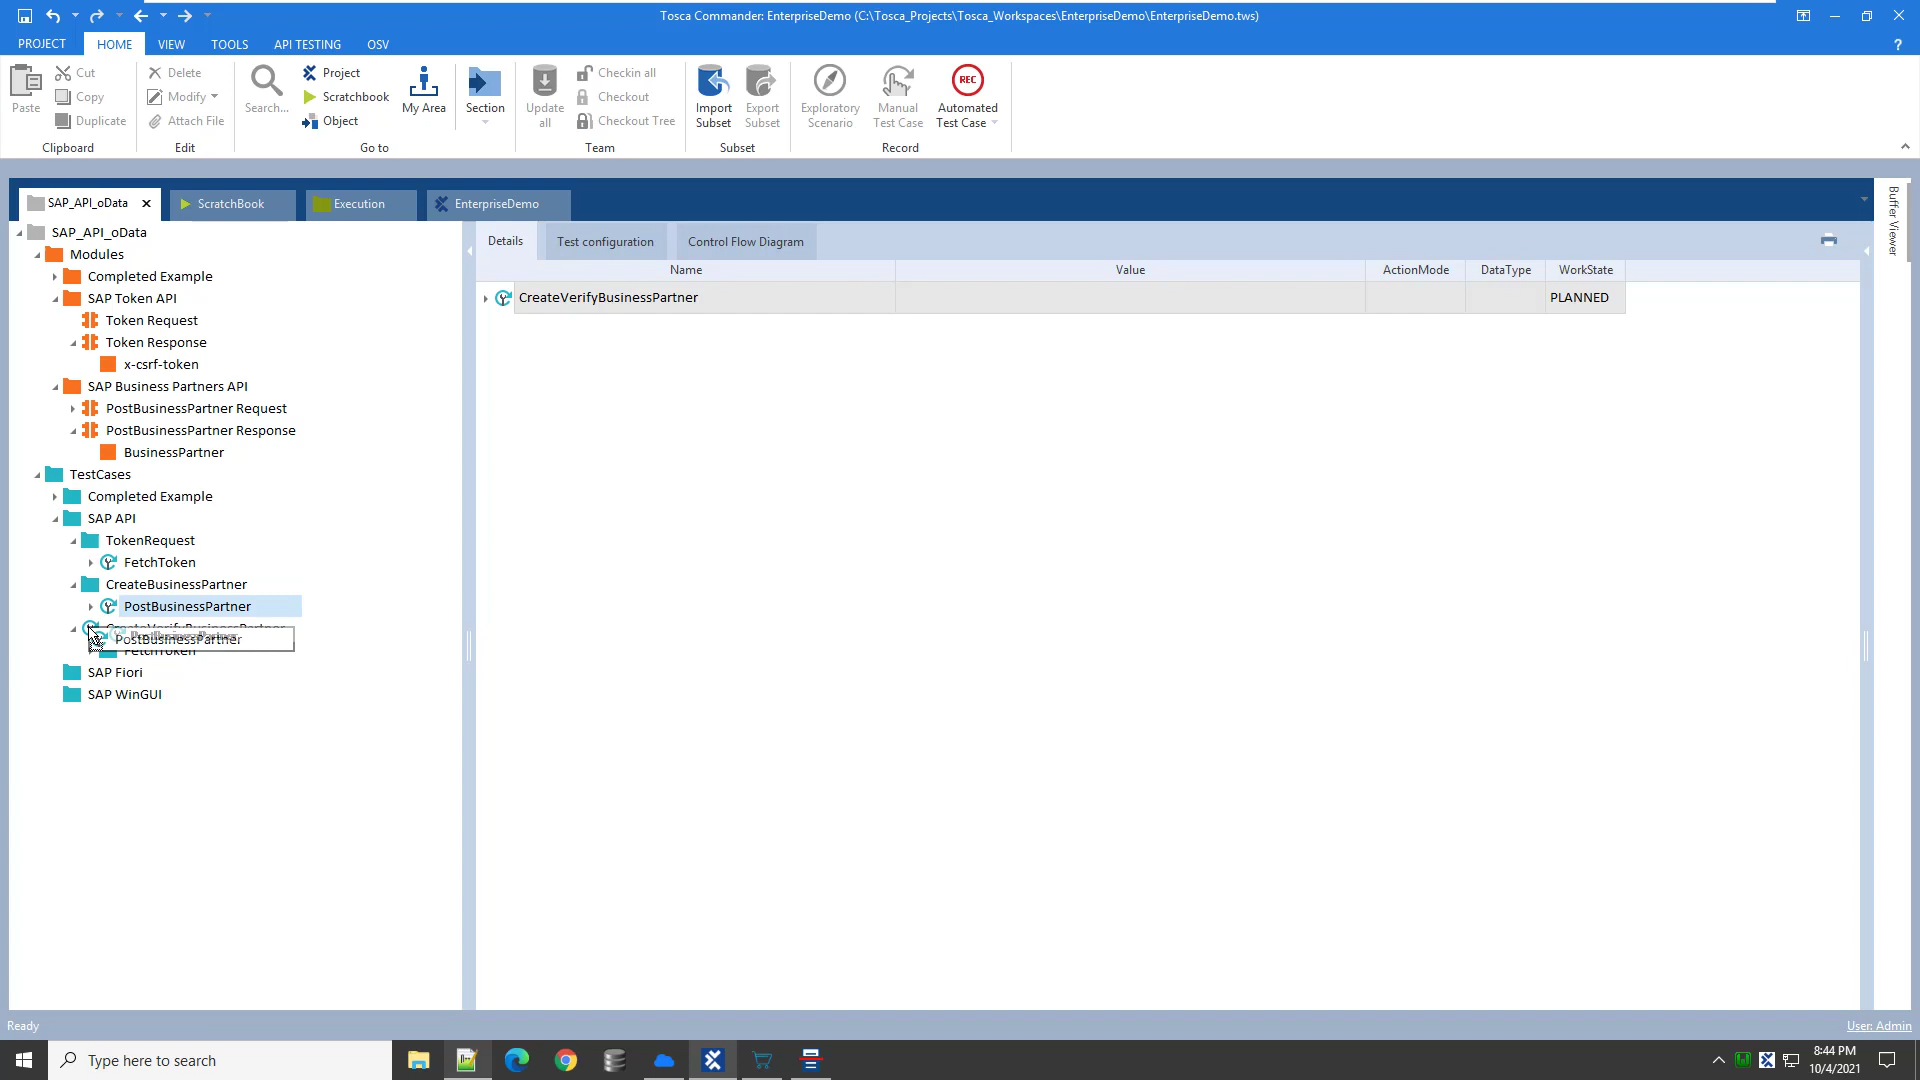 Tosca Commander: EnterpriseDemo (C:\Tosca_Projects\Tosca_Workspaces\EnterpriseDemo\EnterpriseDemo.tws)
PROJECT HOME VIEW TOOLS API TESTING OSV ?
Paste Cut Copy Duplicate
Clipboard
Delete Modify Attach File
Edit
Search... Project Scratchbook Object My Area Section
Go to
Update all Checkin all Checkout Checkout Tree
Team
Import Subset Export Subset
Subset
Exploratory Scenario Manual Test Case REC Automated Test Case
Record
SAP_API_oData ScratchBook Execution EnterpriseDemo
Buffer Viewer
SAP_API_oData
Modules
Completed Example
SAP Token API
Token Request
Token Response
x-csrf-token
SAP Business Partners API
PostBusinessPartner Request
PostBusinessPartner Response
BusinessPartner
TestCases
Completed Example
SAP API
TokenRequest
FetchToken
CreateBusinessPartner
PostBusinessPartner
CreateVerifyBusinessPartner
PostBusinessPartner
FetchToken
SAP Fiori
SAP WinGUI
Details Test configuration Control Flow Diagram
Name Value ActionMode DataType WorkState
CreateVerifyBusinessPartner PLANNED
Ready User: Admin
Type here to search
8:44 PM
10/4/2021